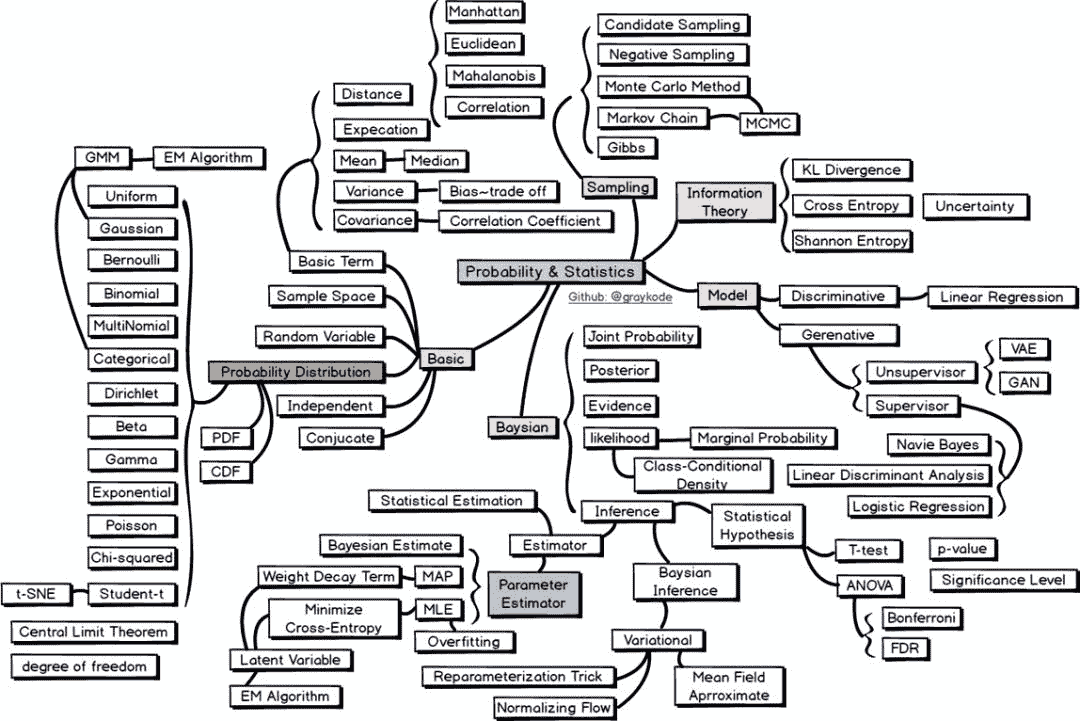 Manhattan
Euclidean
Mahalanobis
Correlation
Distance
Expecation
Mean
Median
Variance
Bias~trade off
Covariance
Correlation Coefficient
Candidate Sampling
Negative Sampling
Monte Carlo Method
Markov Chain
MCMC
Gibbs
Sampling
Information
Theory
KL Divergence
Cross Entropy
Uncertainty
Shannon Entropy
GMM
EM Algorithm
Uniform
Gaussian
Bernoulli
Binomial
MultiNomial
Categorical
Dirichlet
Beta
Gamma
Exponential
Poisson
Chi-squared
t-SNE
Student-t
Central Limit Theorem
degree of freedom
Basic Term
Sample Space
Random Variable
Probability Distribution
Independent
Conjucate
PDF
CDF
Basic
Probability & Statistics
Github: @graykode
Model
Discriminative
Linear Regression
Gerenative
Unsupervisor
VAE
GAN
Supervisor
Navie Bayes
Linear Discriminant Analysis
Logistic Regression
Baysian
Joint Probability
Posterior
Evidence
likelihood
Marginal Probability
Class-Conditional
Density
Inference
Statistical
Hypothesis
T-test
p-value
ANOVA
Significance Level
Bonferroni
FDR
Statistical Estimation
Estimator
Parameter
Estimator
Bayesian Estimate
Weight Decay Term
MAP
Minimize
Cross-Entropy
MLE
Overfitting
Latent Variable
EM Algorithm
Baysian
Inference
Variational
Reparameterization Trick
Normalizing Flow
Mean Field
Aprroximate